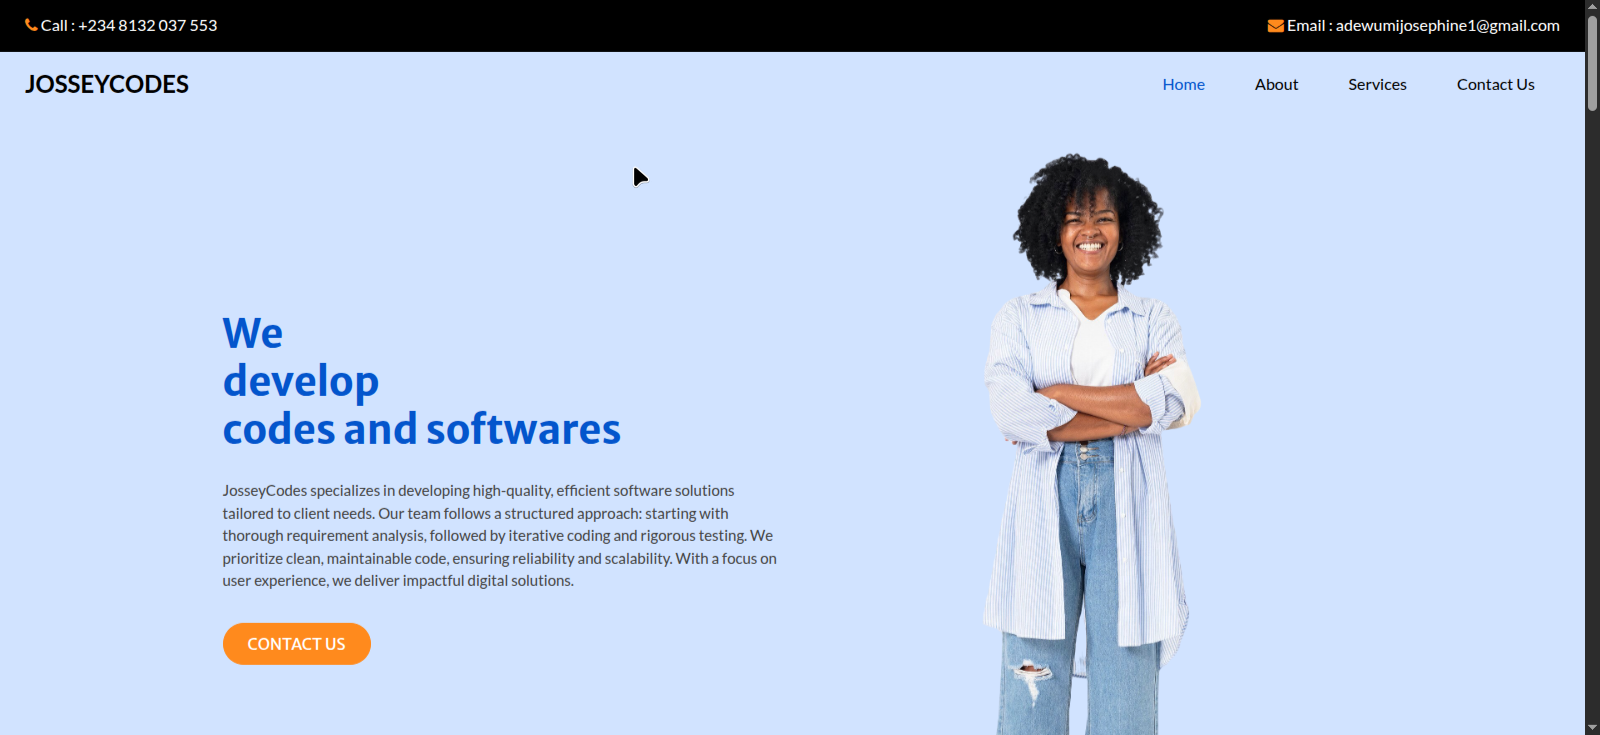 Call : +234 8132 037 553
Email : adewumijosephine1@gmail.com
JOSSEYCODES
Home
About
Services
Contact Us
We
develop
codes and softwares
JosseyCodes specializes in developing high-quality, efficient software solutions
tailored to client needs. Our team follows a structured approach: starting with
thorough requirement analysis, followed by iterative coding and rigorous testing. We
prioritize clean, maintainable code, ensuring reliability and scalability. With a focus on
user experience, we deliver impactful digital solutions.
CONTACT US